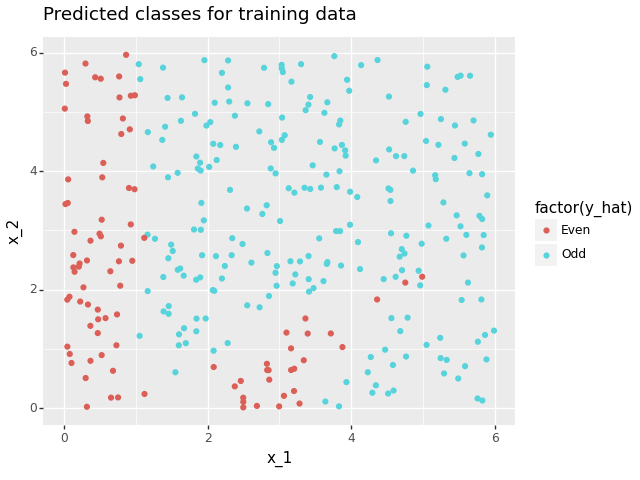 Predicted classes for training data
6
4
2
0
x_2
0
2
4
6
x_1
factor(y_hat)
Even
Odd